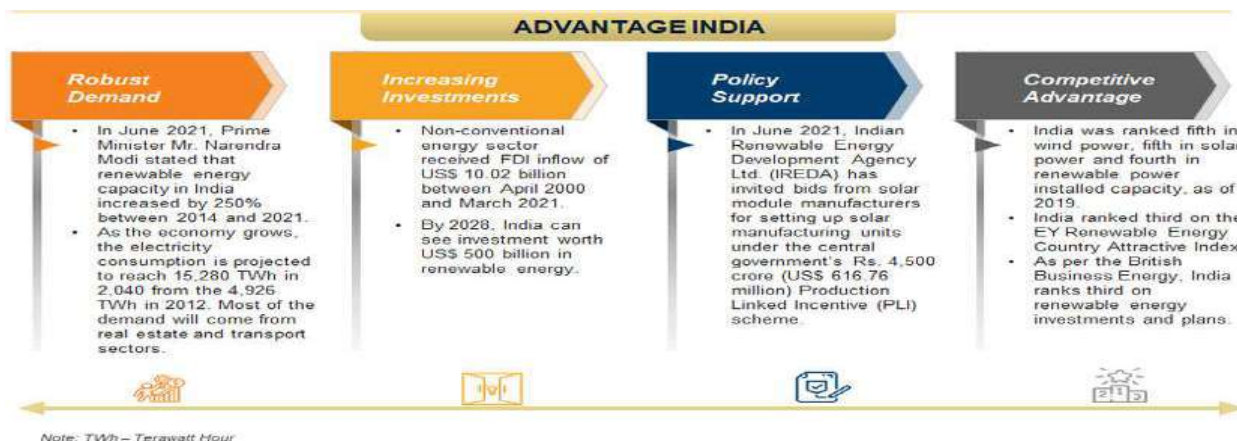 ADVANTAGE INDIA
Robust
Demand
• In June 2021, Prime
Minister Mr. Narendra
Modi stated that
renewable energy
capacity in India
increased by 250%
between 2014 and 2021.
• As the economy grows,
the electricity
consumption is projected
to reach 15,280 TWh in
2,040 from the 4,926
TWh in 2012. Most of the
demand will come from
real estate and transport
sectors.
Increasing
Investments
• Non-conventional
energy sector
received FDI inflow of
US$ 10.02 billion
between April 2000
and March 2021.
• By 2028, India can
see investment worth
US$ 500 billion in
renewable energy.
Policy
Support
• In June 2021, Indian
Renewable Energy
Development Agency
Ltd. (IREDA) has
invited bids from solar
module manufacturers
for setting up solar
manufacturing units
under the central
government's Rs. 4,500
crore (US$ 616.76
million) Production
Linked Incentive (PLI)
scheme.
Competitive
Advantage
• India was ranked fifth in
wind power, fifth in solar
power and fourth in
renewable power
installed capacity, as of
2019.
• India ranked third on the
EY Renewable Energy
Country Attractive Index
• As per the British
Business Energy, India
ranks third on
renewable energy
investments and plans.
2 1 3
Note: TWh – Terawatt Hour